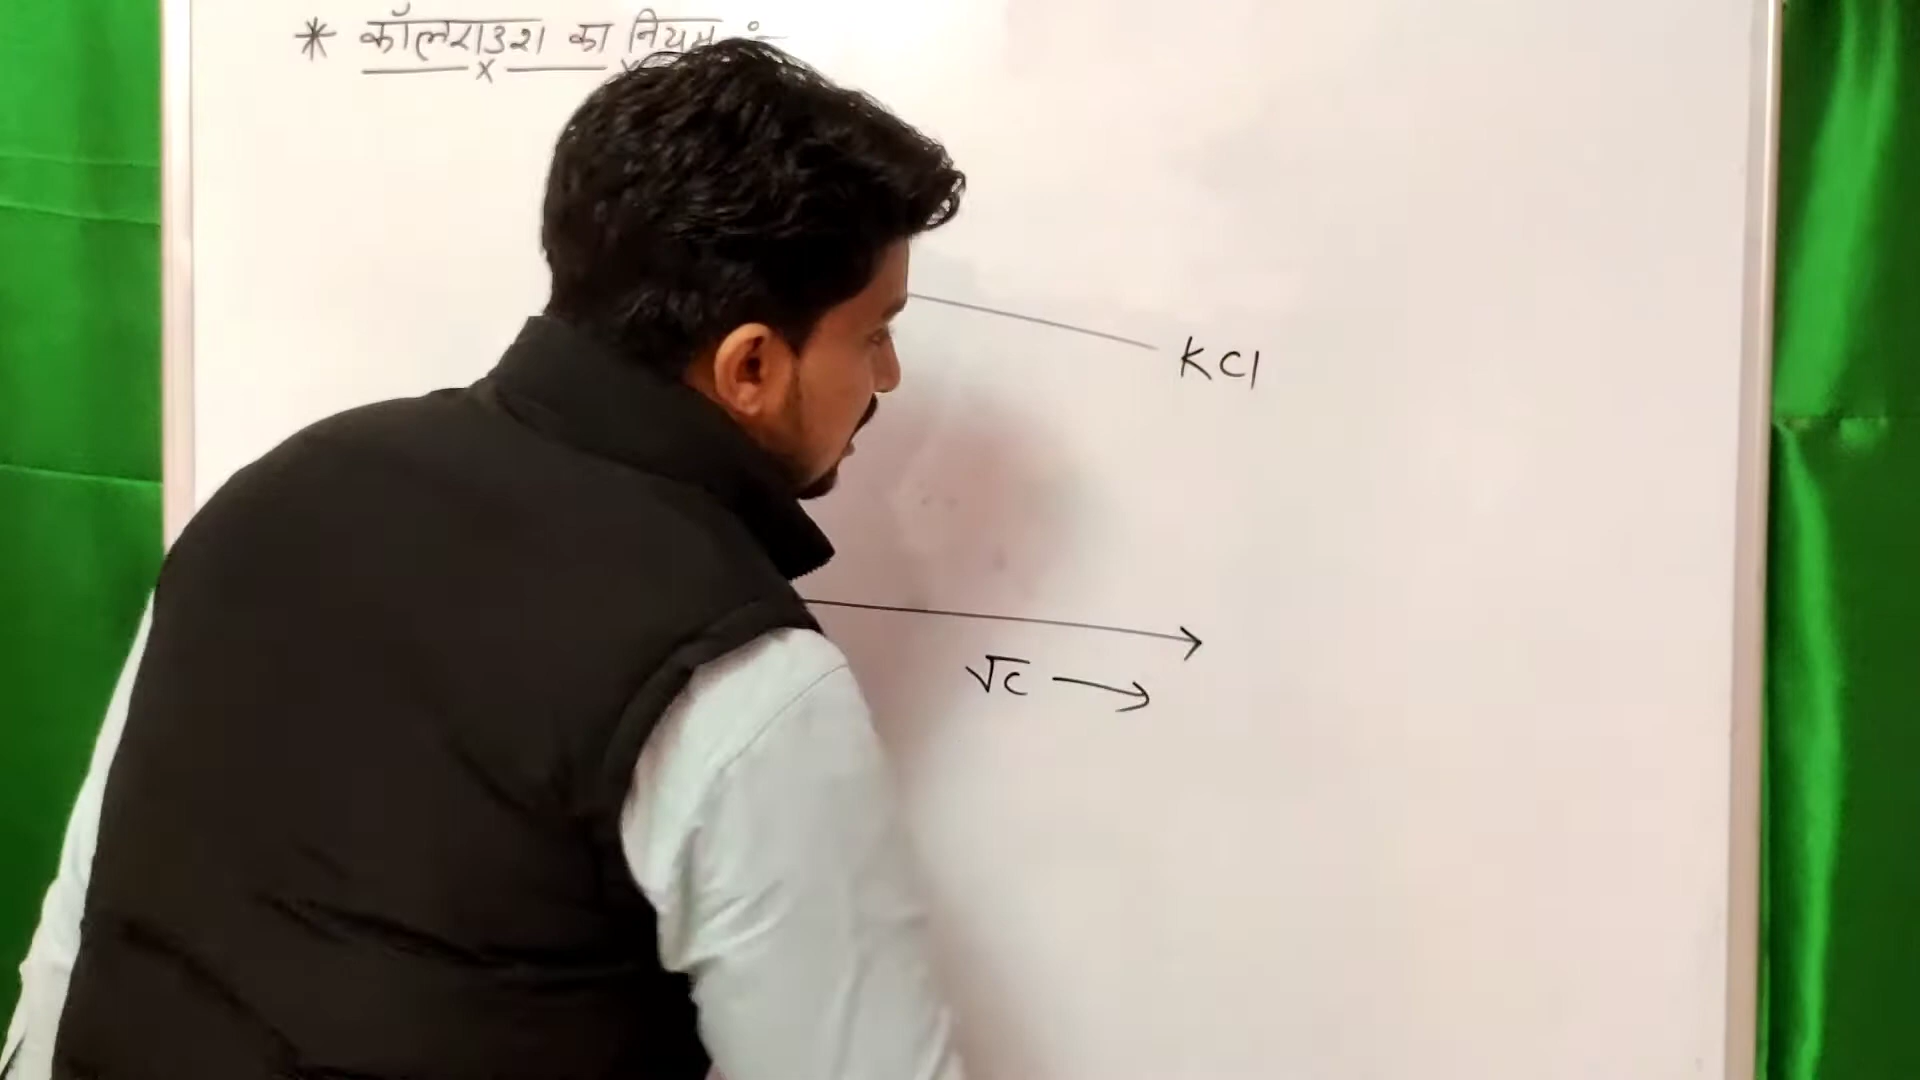 * कॉलराउश का नियम :-
KCl
√c →